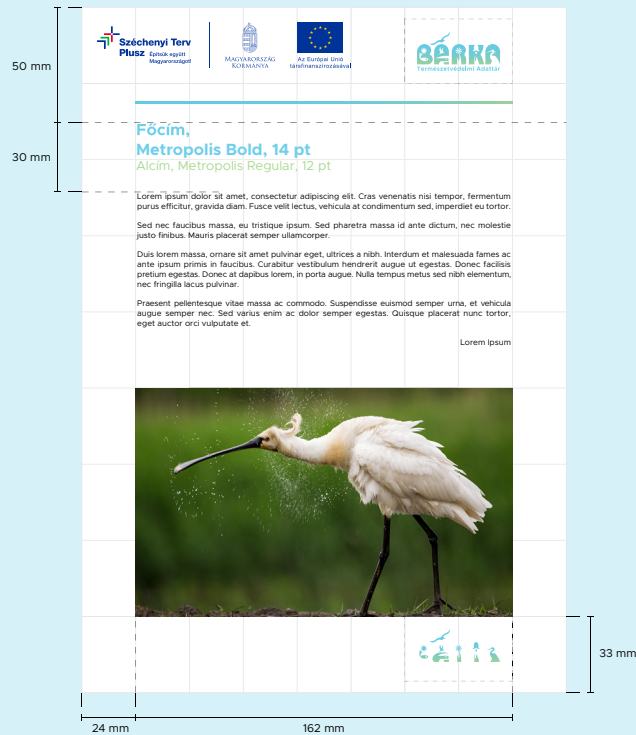 50 mm
30 mm
Széchenyi Terv
Plusz
Építsük együtt
Magyarországot!
MAGYARORSZÁG
KORMÁNYA
Az Európai Unió
társfinanszírozásával
BARKA
Természetvédelmi Adattár
Főcím,
Metropolis Bold, 14 pt
Alcím, Metropolis Regular, 12 pt
Lorem ipsum dolor sit amet, consectetur adipiscing elit. Cras venenatis nisi tempor, fermentum
purus efficitur, gravida diam. Fusce velit lectus, vehicula at condimentum sed, imperdiet eu tortor.
Sed nec faucibus massa, eu tristique ipsum. Sed pharetra massa id ante dictum, nec molestie
justo finibus. Mauris placerat semper ullamcorper.
Duis lorem massa, ornare sit amet pulvinar eget, ultrices a nibh. Interdum et malesuada fames ac
ante ipsum primis in faucibus. Curabitur vestibulum hendrerit augue ut egestas. Donec facilisis
pretium egestas. Donec at dapibus lorem, in porta augue. Nulla tempus metus sed nibh elementum,
nec fringilla lacus pulvinar.
Praesent pellentesque vitae massa ac commodo. Suspendisse euismod semper urna, et vehicula
augue semper nec. Sed varius enim ac dolor semper egestas. Quisque placerat nunc tortor,
eget auctor orci vulputate et.
Lorem ipsum
33 mm
24 mm
162 mm